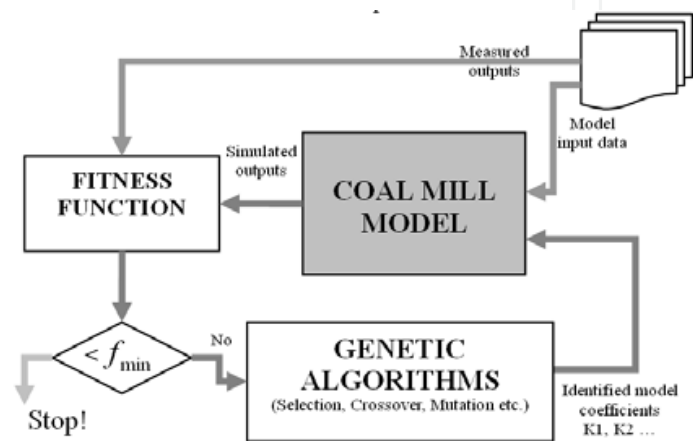 Measured
outputs
Model
input data
Simulated
outputs
FITNESS
FUNCTION
COAL MILL
MODEL
< fmin
No
Stop!
GENETIC
ALGORITHMS
(Selection, Crossover, Mutation etc.)
Identified model
coefficients
K1, K2 ...